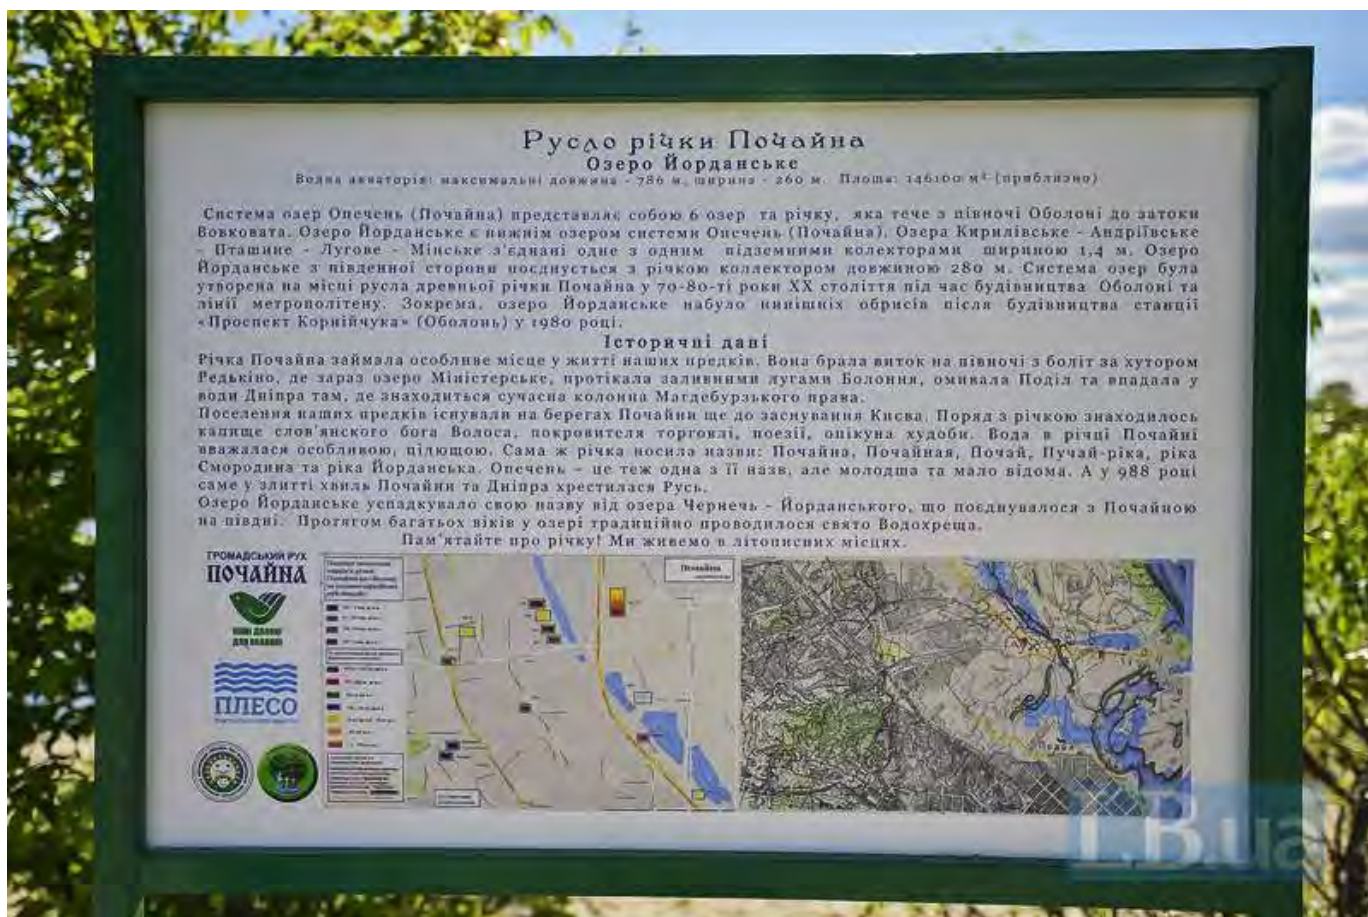 Русло річки Почайна
Озеро Йорданське
Водна акваторія: максимальні довжина - 786 м, ширина - 260 м. Площа: 146100 м² (приблизно)
Система озер Опечень (Почайна) представляє собою 6 озер та річку, яка тече з півночі Оболоні до затоки
Вовковата. Озеро Йорданське є нижнім озером системи Опечень (Почайна). Озера Кирилівське - Андріївське
- Пташине - Лугове - Мінське з'єднані одне з одним підземними колекторами шириною 1,4 м. Озеро
Йорданське з південної сторони поєднується з річкою коллектором довжиною 280 м. Система озер була
утворена на місці русла древньої річки Почайна у 70-80-ті роки XX століття під час будівництва Оболоні та
лінії метрополітену. Зокрема, озеро Йорданське набуло нинішніх обрисів після будівництва станції
«Проспект Корнійчука» (Оболонь) у 1980 році.
Історичні дані
Річка Почайна займала особливе місце у житті наших предків. Вона брала виток на півночі з боліт за хутором
Редькіно, де зараз озеро Міністерське, протікала заливними лугами Болоння, омивала Поділ та впадала у
води Дніпра там, де знаходиться сучасна колонна Магдебурзького права.
Поселення наших предків існували на берегах Почайни ще до заснування Києва. Поряд з річкою знаходилось
капище слов'янского бога Волоса, покровителя торговлі, поезії, опікуна худоби. Вода в річці Почайні
вважалася особливою, цілющою. Сама ж річка носила назви: Почайна, Почайная, Почай, Пучай-ріка, ріка
Смородина та ріка Йорданська. Опечень – це теж одна з її назв, але молодша та мало відома. А у 988 році
саме у злитті хвиль Почайни та Дніпра хрестилася Русь.
Озеро Йорданське успадкувало свою назву від озера Чернечь - Йорданського, що поєднувалося з Почайною
на півдні. Протягом багатьох віків у озері традиційно проводилося свято Водохреща.
Пам'ятайте про річку! Ми живемо в літописних місцях.
ГРОМАДСЬКИЙ РУХ
ПОЧАЙНА
ПЛЕСО
Почайна
Подол
LB.ua